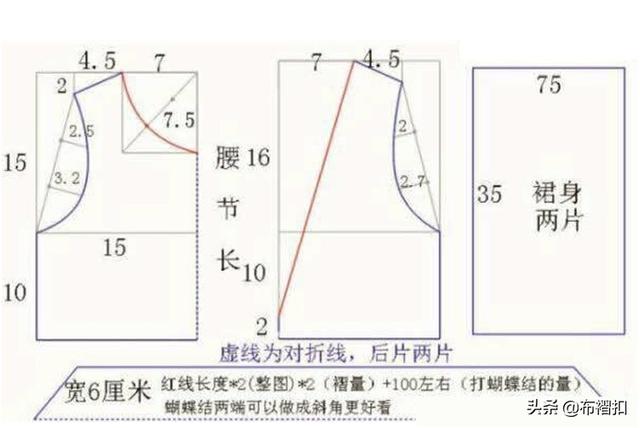 4.5
7
2
7.5
2.5
3.2
15
15
10
7
4.5
腰节长
16
2
2.7
10
2
75
35
裙身
两片
虚线为对折线，后片两片
宽6厘米
红线长度*2(整图)*2（褶量）+100左右（打蝴蝶结的量）
蝴蝶结两端可以做成斜角更好看
头条 @布褶扣